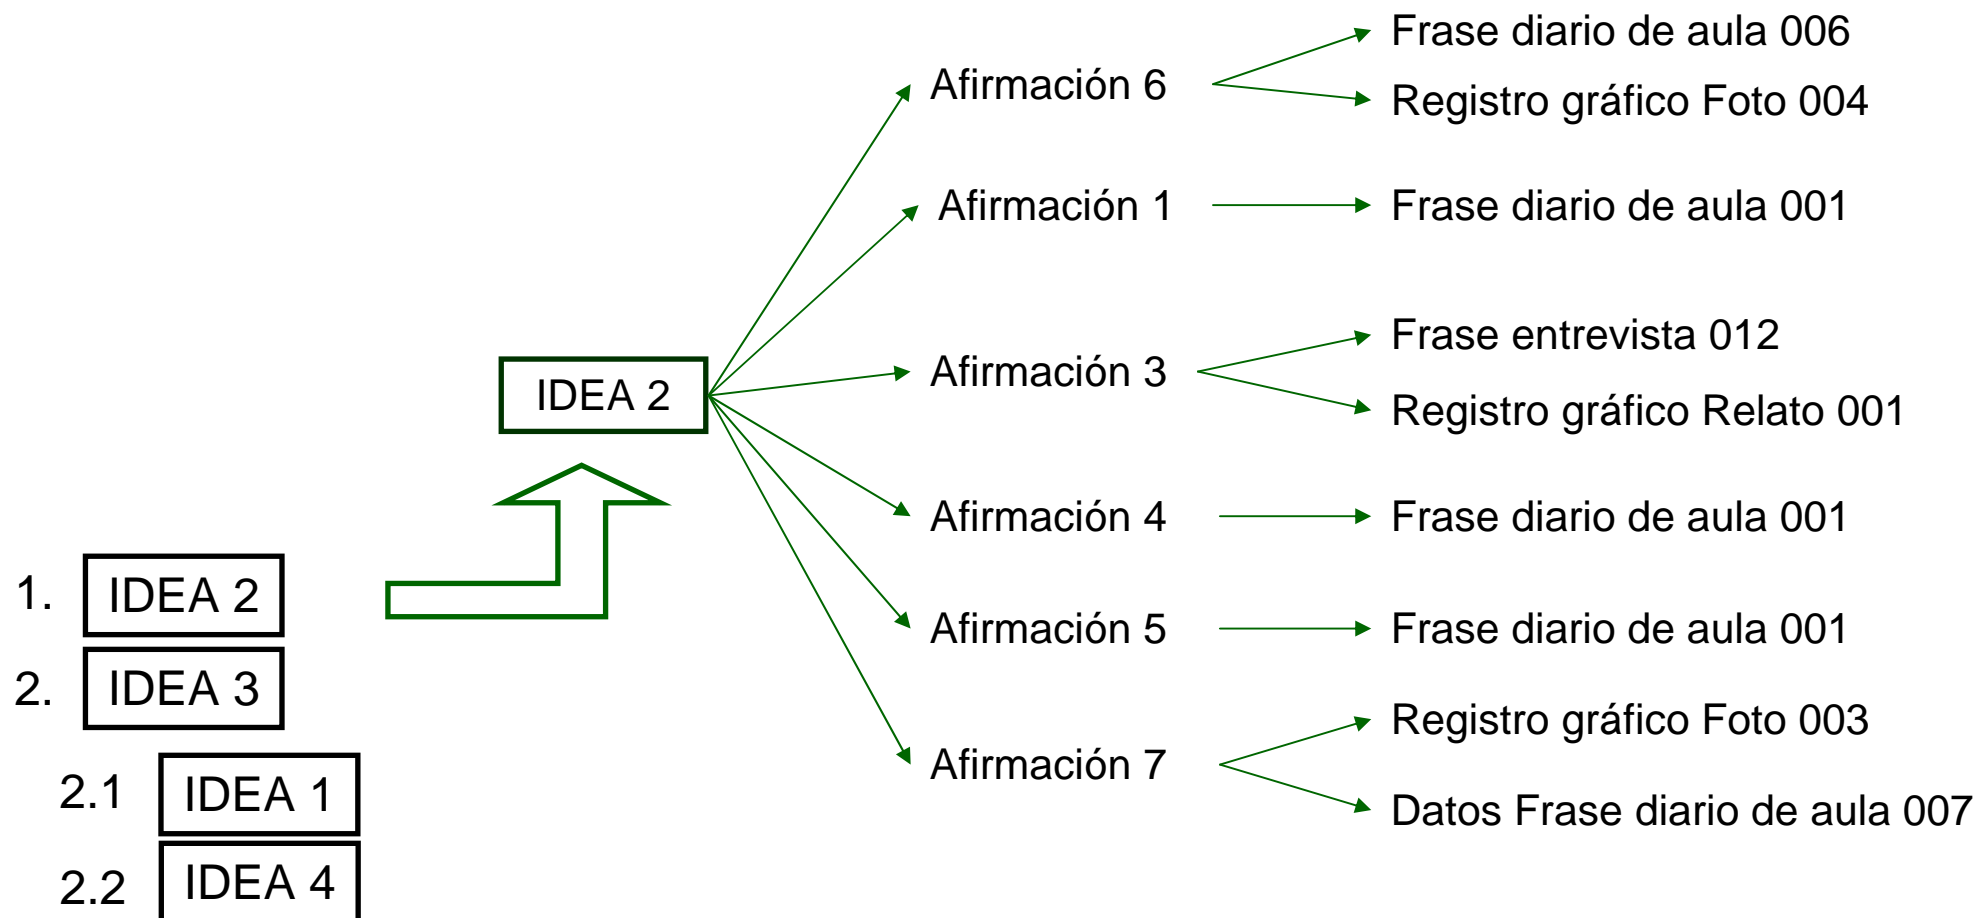 Frase diario de aula 006
Afirmación 6
Registro gráfico Foto 004
Afirmación 1
Frase diario de aula 001
Frase entrevista 012
Afirmación 3
Registro gráfico Relato 001
IDEA 2
Afirmación 4
Frase diario de aula 001
Afirmación 5
Frase diario de aula 001
Registro gráfico Foto 003
Afirmación 7
Datos Frase diario de aula 007
1. IDEA 2
2. IDEA 3
2.1 IDEA 1
2.2 IDEA 4